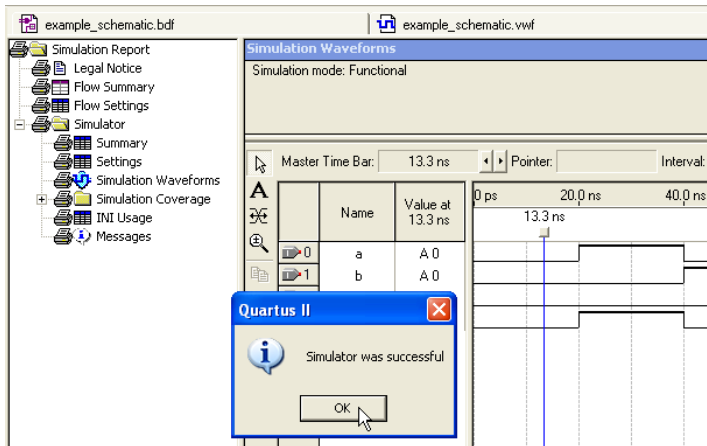 example_schematic.bdf
example_schematic.vwf
Simulation Report
Legal Notice
Flow Summary
Flow Settings
Simulator
Summary
Settings
Simulation Waveforms
Simulation Coverage
INI Usage
Messages
Simulation Waveforms
Simulation mode: Functional
Master Time Bar: 13.3 ns Pointer: Interval:
A
Name Value at 13.3 ns
0 ps 20.0 ns 40.0 ns
13.3 ns
0 a A 0
1 b A 0
Quartus II
Simulator was successful
OK